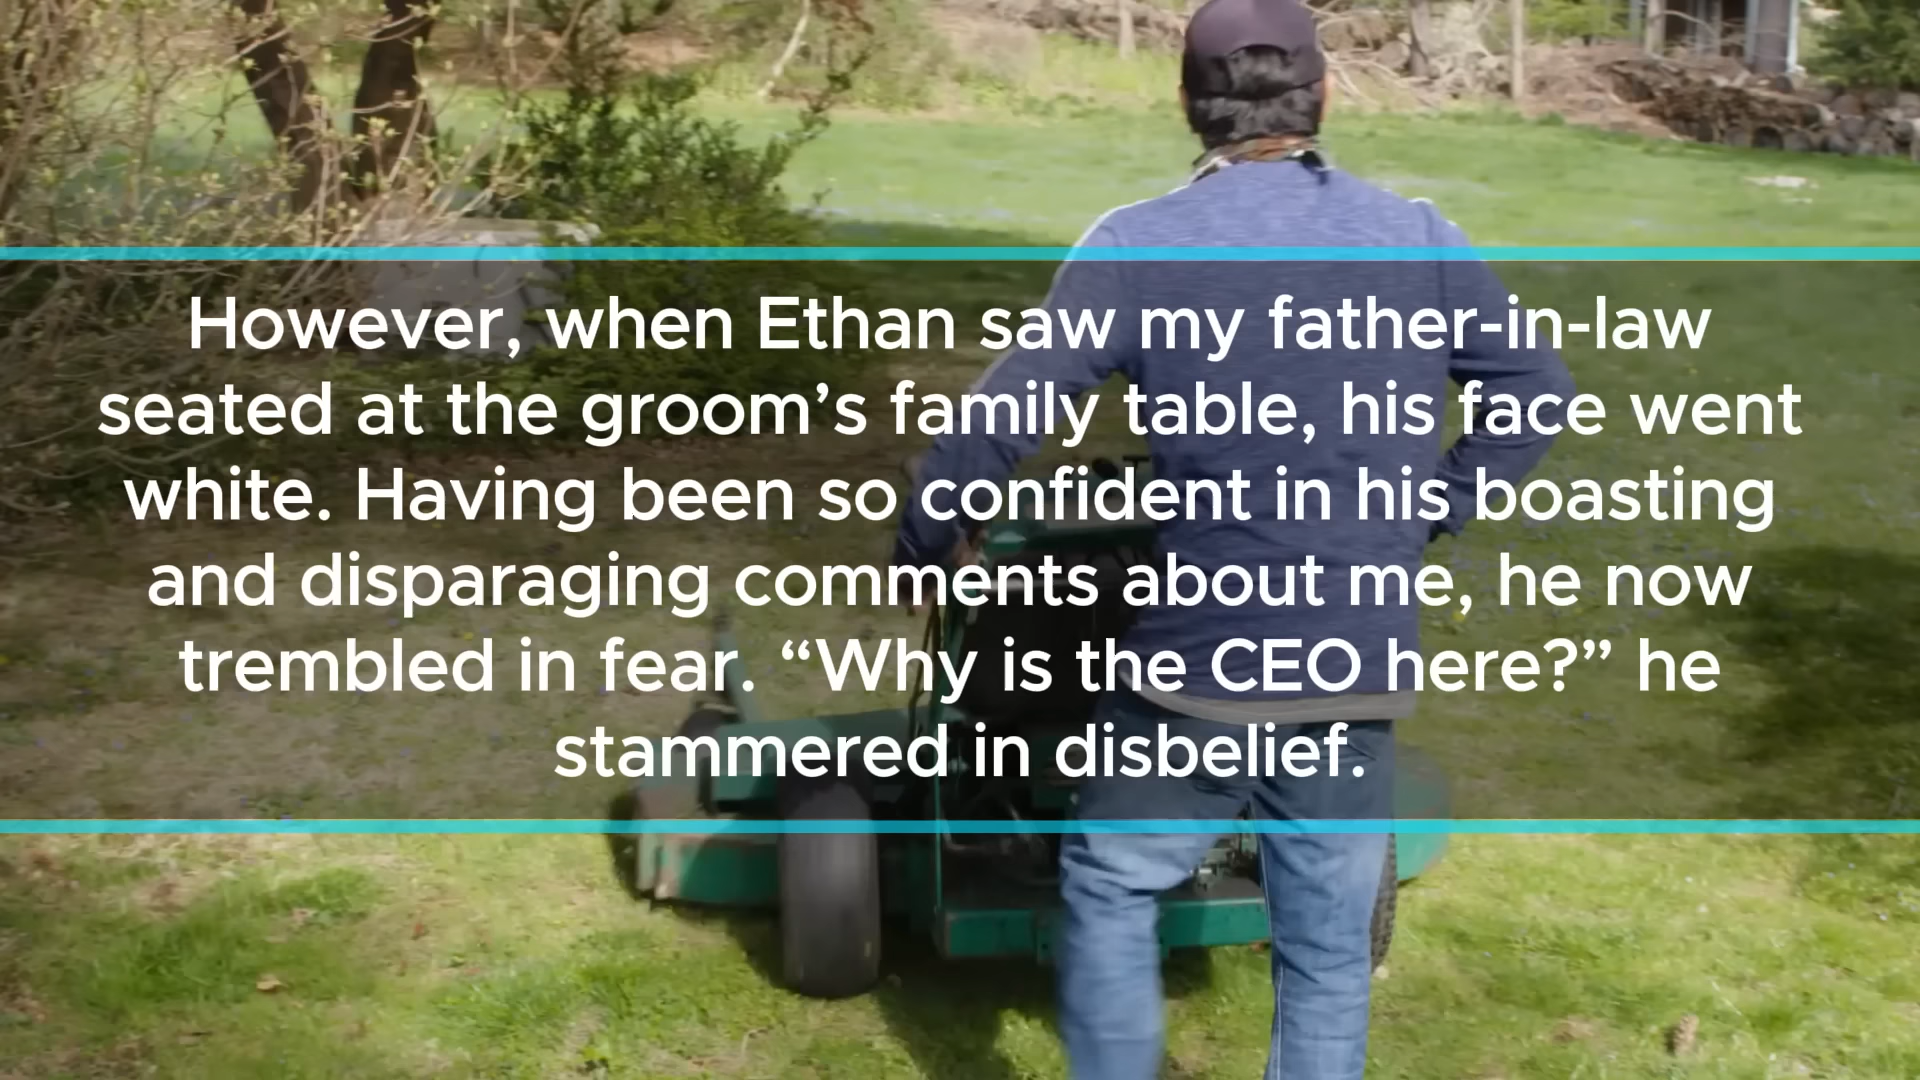 However, when Ethan saw my father-in-law
seated at the groom’s family table, his face went
white. Having been so confident in his boasting
and disparaging comments about me, he now
trembled in fear. “Why is the CEO here?” he
stammered in disbelief.